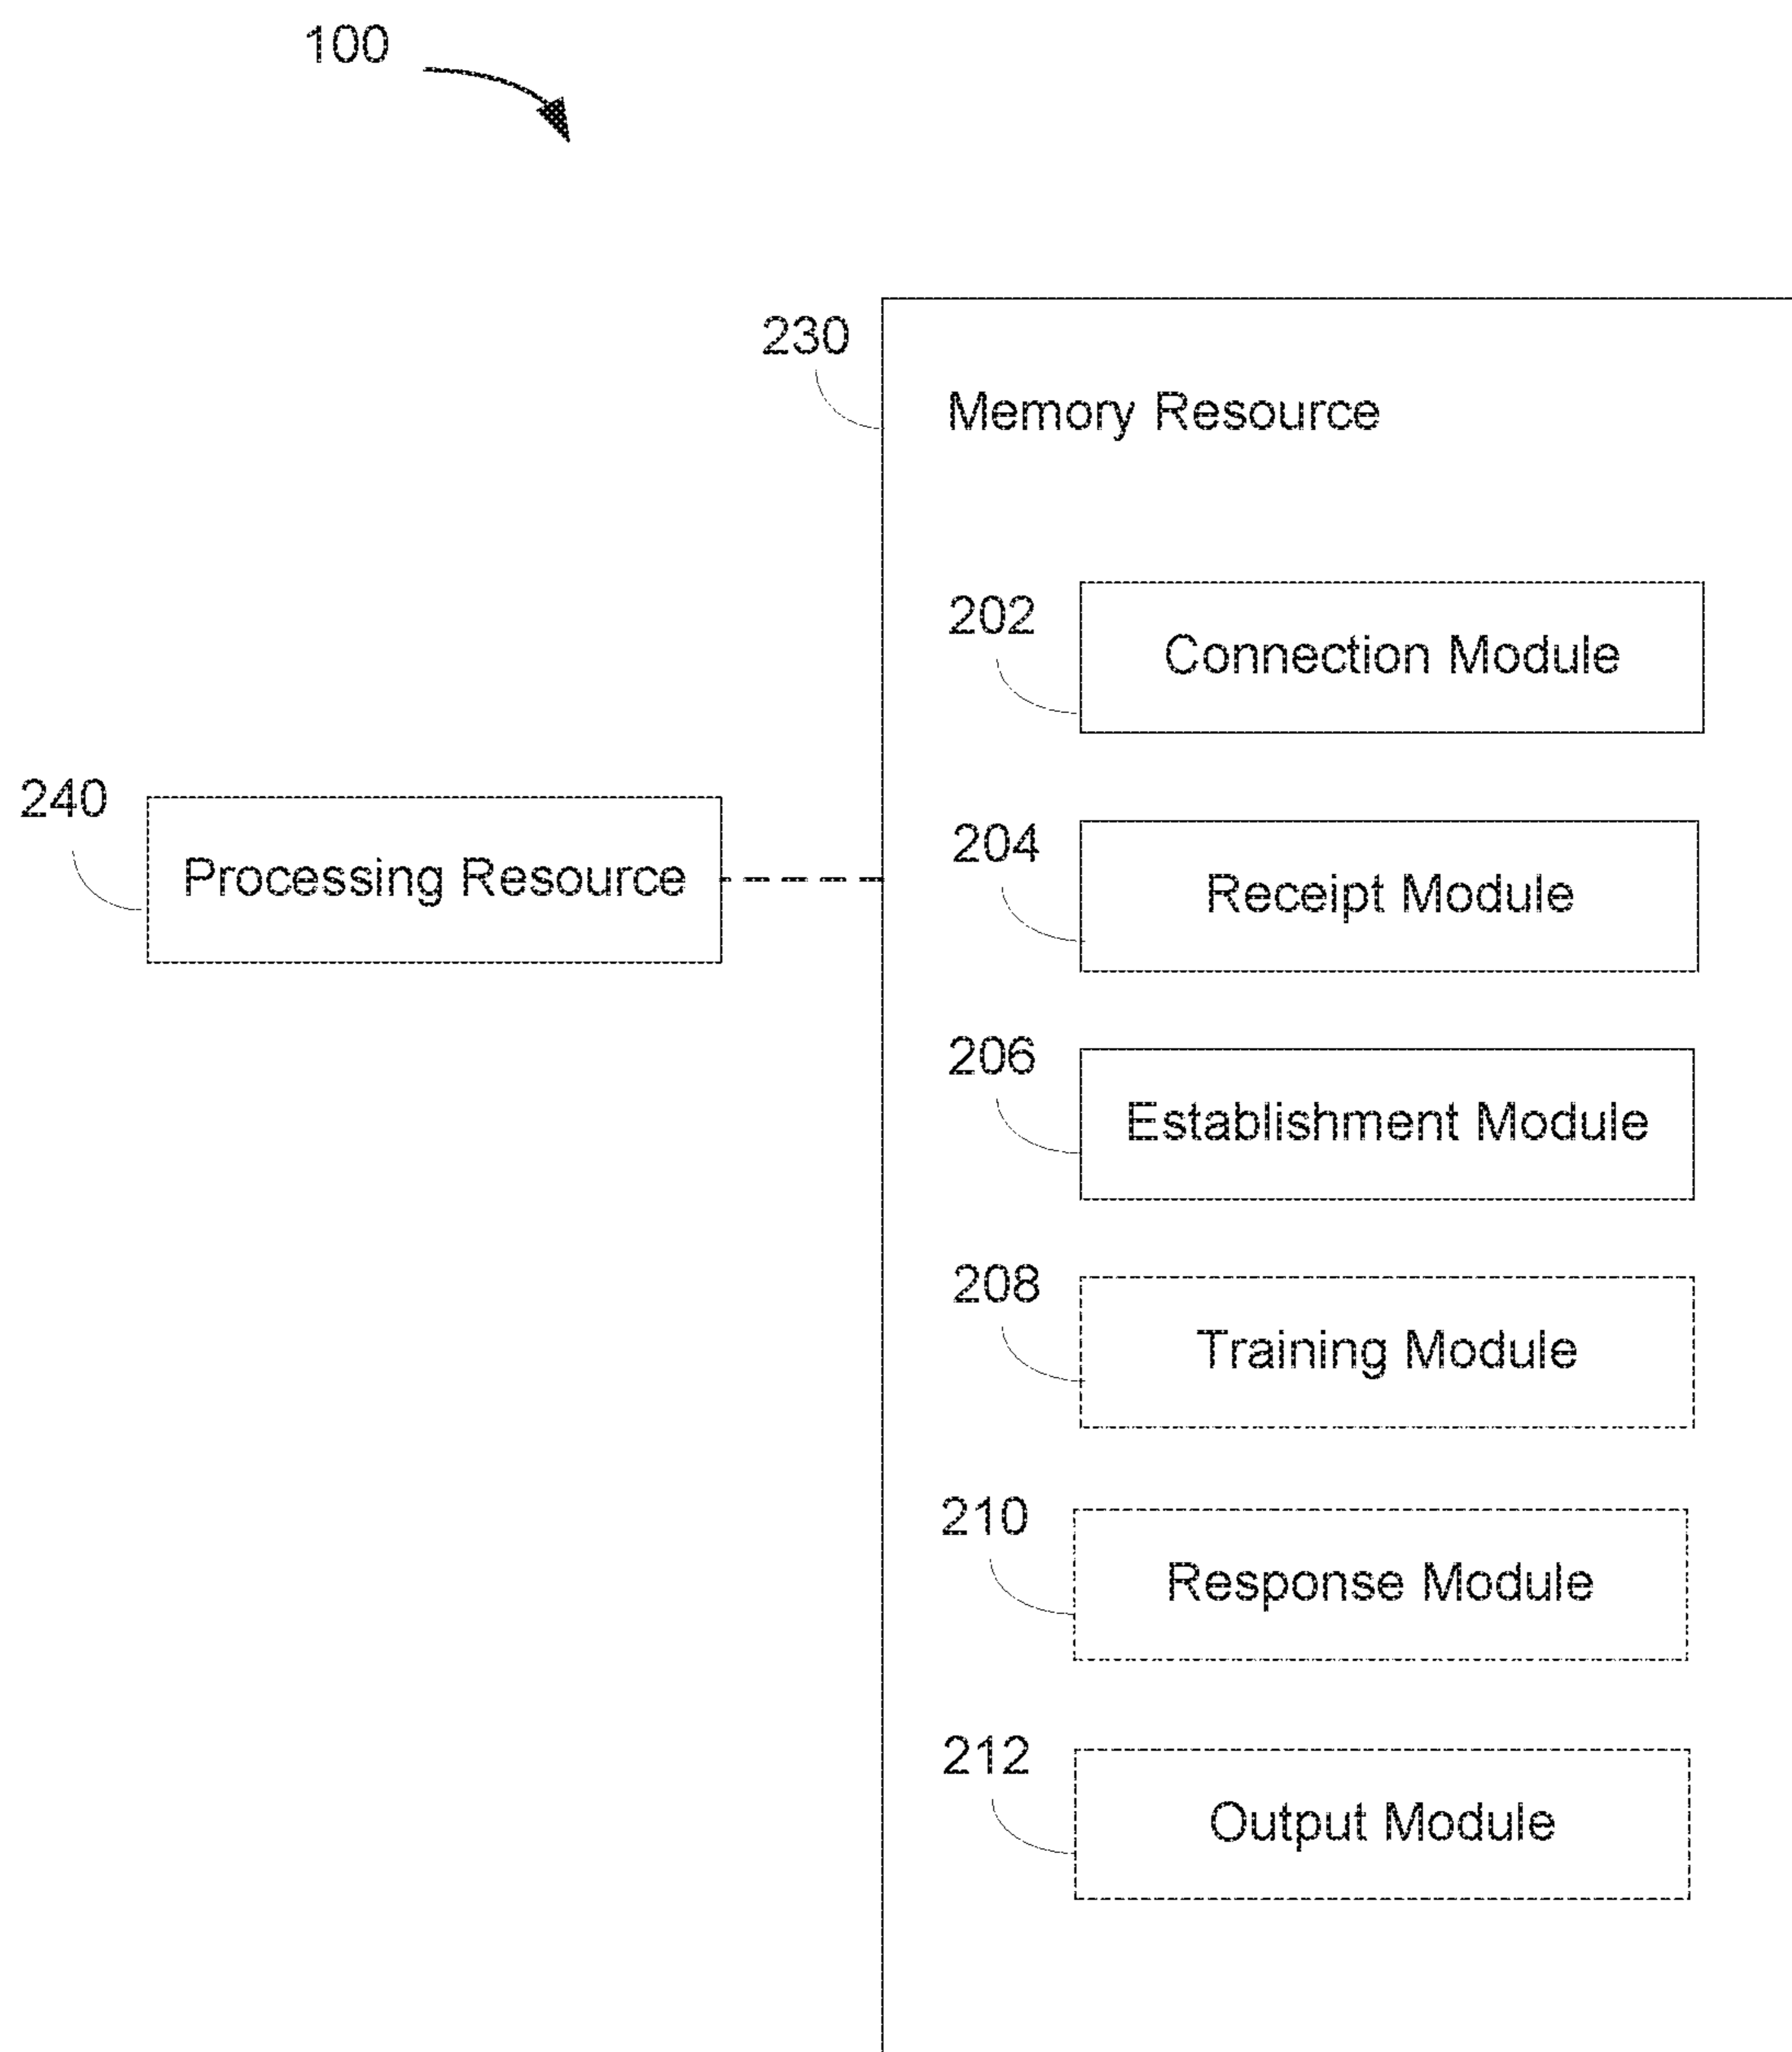 100
230
Memory Resource
202
Connection Module
240
Processing Resource
204
Receipt Module
206
Establishment Module
208
Training Module
210
Response Module
212
Output Module